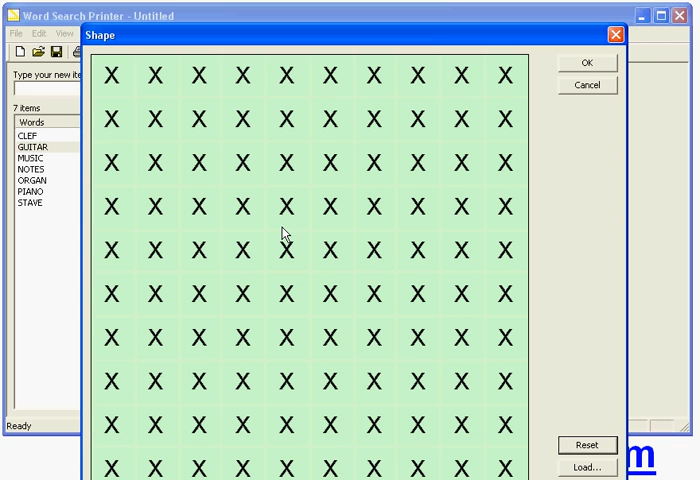 Word Search Printer - Untitled
File Edit View
Shape
Type your new ite
7 items
Words
CLEF
GUITAR
MUSIC
NOTES
ORGAN
PIANO
STAVE
X X X X X X X X X X
X X X X X X X X X X
X X X X X X X X X X
X X X X X X X X X X
X X X X X X X X X X
X X X X X X X X X X
X X X X X X X X X X
X X X X X X X X X X
X X X X X X X X X X
X X X X X X X X X X
OK
Cancel
Reset
Load...
Ready
m